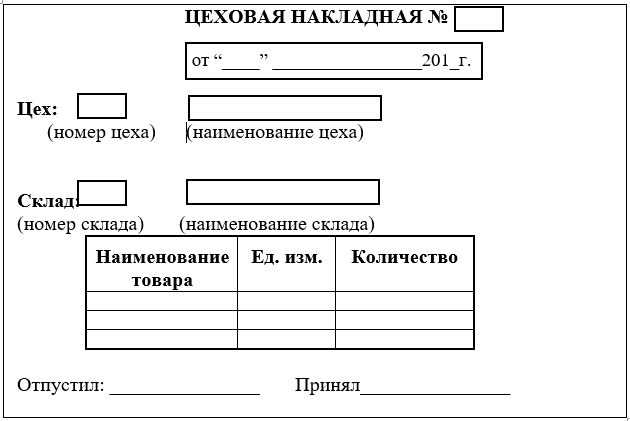 ЦЕХОВАЯ НАКЛАДНАЯ №
от “____” ________________201_г.
Цех:
(номер цеха) (наименование цеха)
Склад:
(номер склада) (наименование склада)
Наименование товара Ед. изм. Количество
Отпустил: ________________ Принял________________